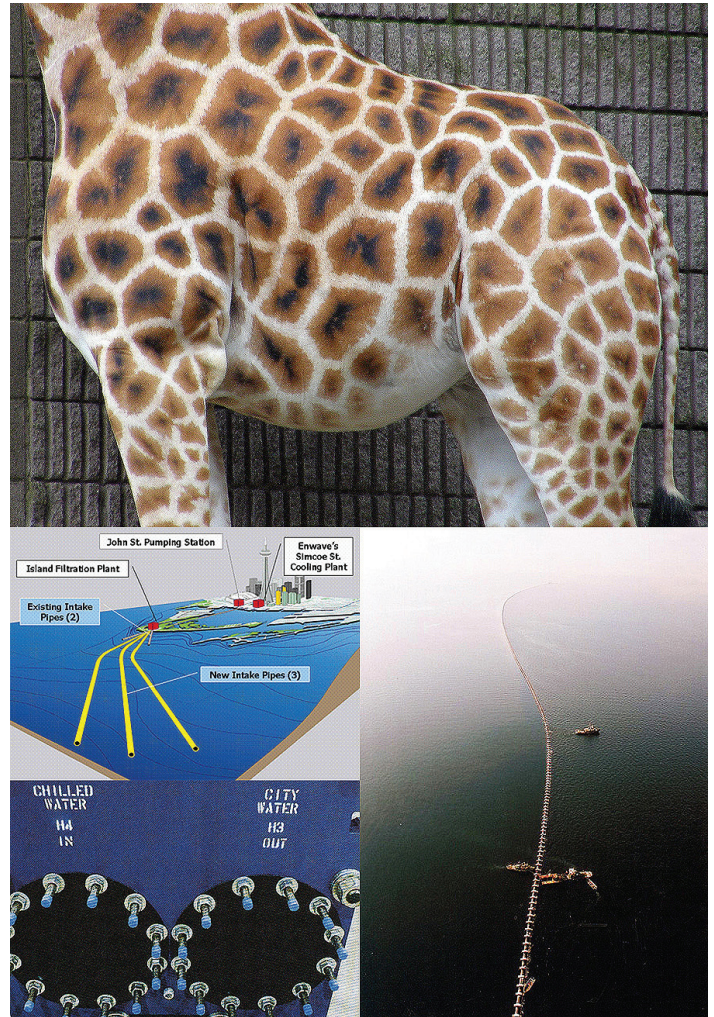 John St. Pumping Station
Enwave's
Simcoe St.
Cooling Plant
Island Filtration Plant
Existing Intake
Pipes (2)
New Intake Pipes (3)
CHILLED
WATER
H4
IN
CITY
WATER
H3
OUT